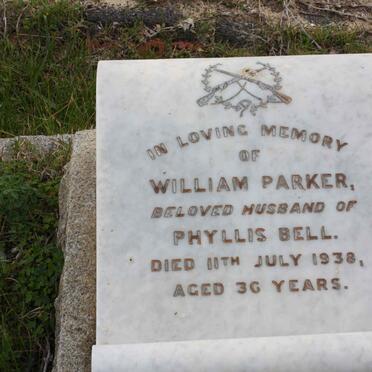 IN LOVING MEMORY
OF
WILLIAM PARKER,
BELOVED HUSBAND OF
PHYLLIS BELL.
DIED 11TH JULY 1938,
AGED 36 YEARS.